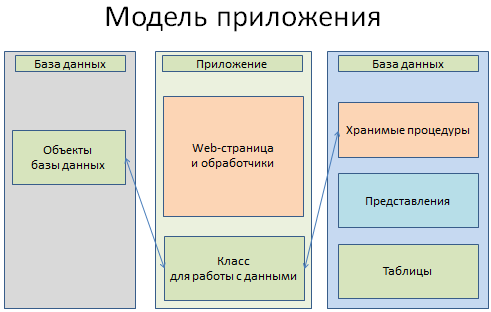 Модель приложения
База данных
Объекты
базы данных
Приложение
Web-страница
и обработчики
Класс
для работы с данными
База данных
Хранимые процедуры
Представления
Таблицы